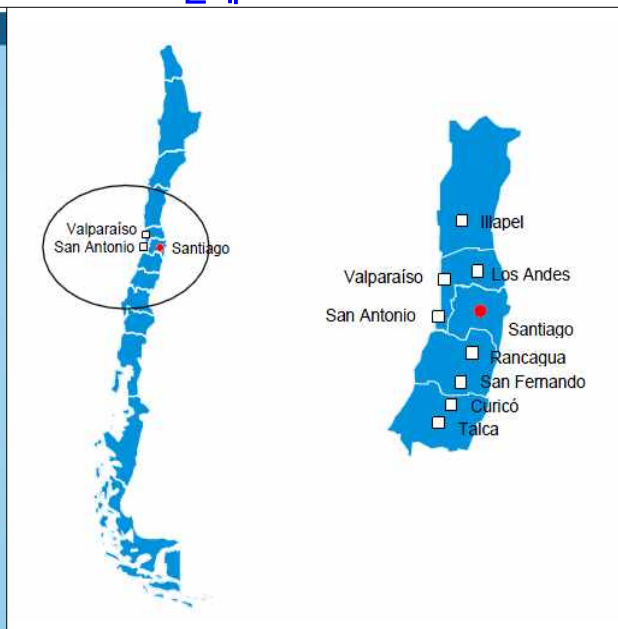 Valparaíso
San Antonio
Santiago
Illapel
Los Andes
Valparaíso
San Antonio
Santiago
Rancagua
San Fernando
Curicó
Talca